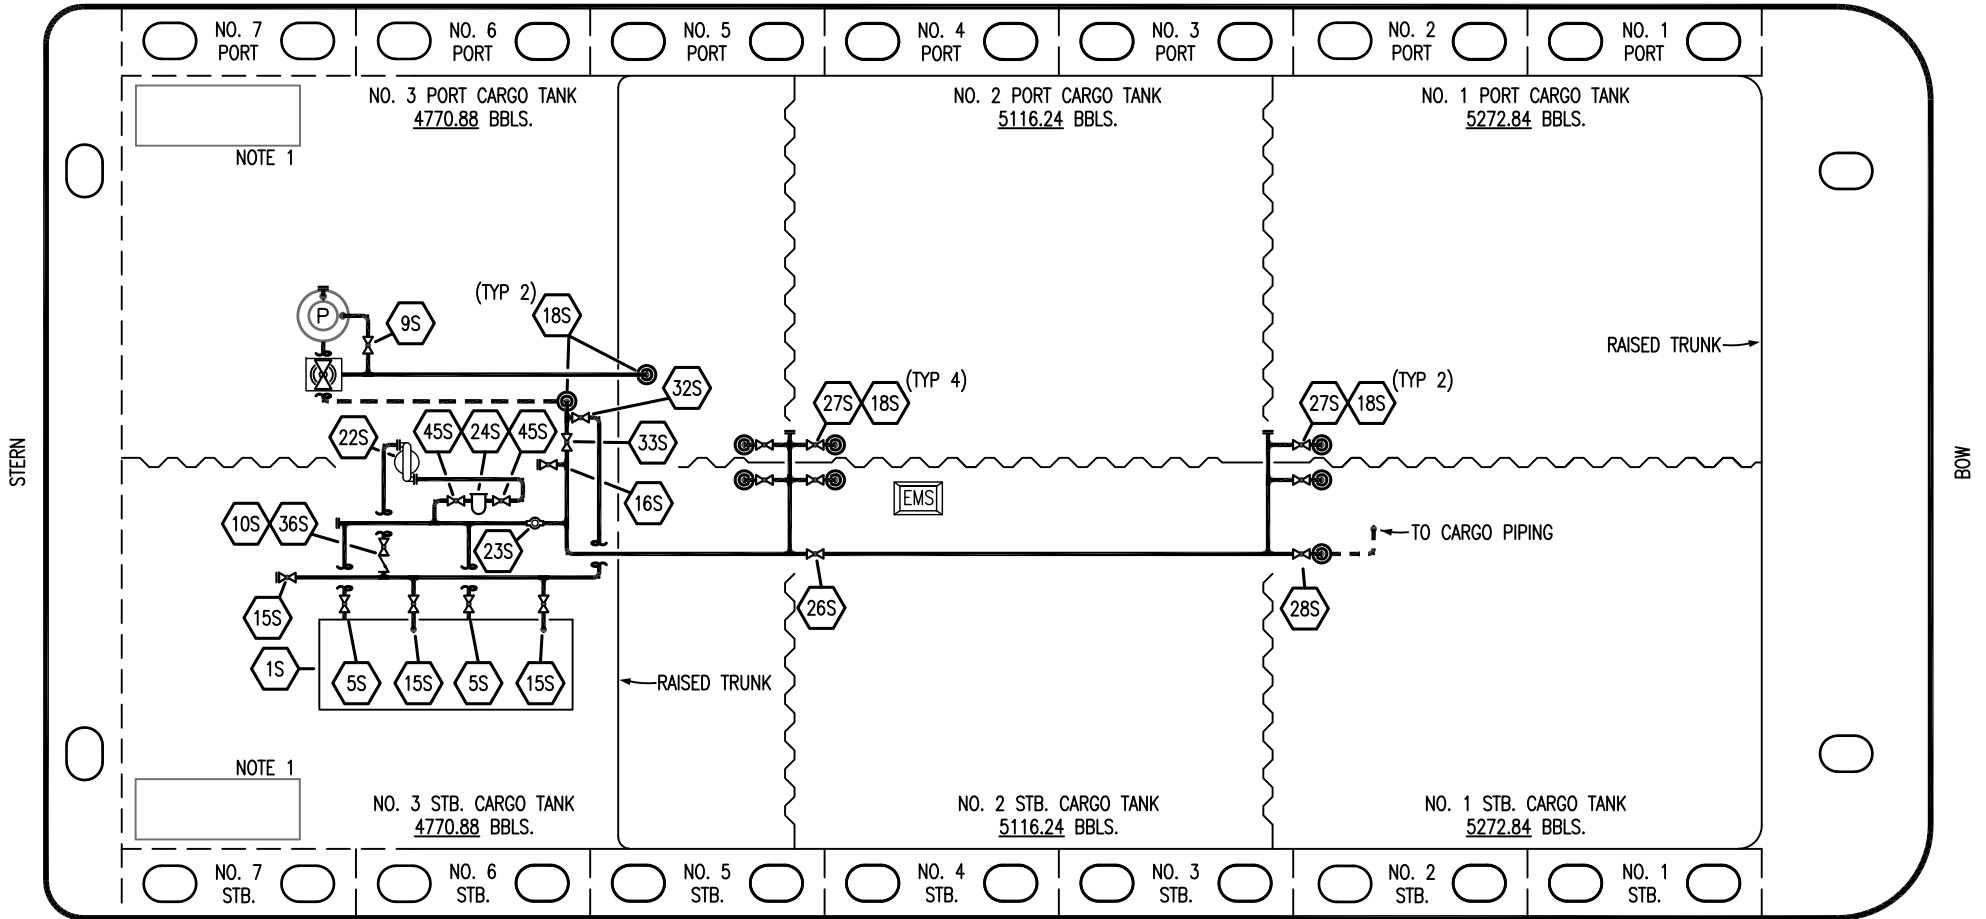 NO. 7
PORT
NO. 6
PORT
NO. 5
PORT
NO. 4
PORT
NO. 3
PORT
NO. 2
PORT
NO. 1
PORT
NO. 3 PORT CARGO TANK
4770.88 BBLS.
NO. 2 PORT CARGO TANK
5116.24 BBLS.
NO. 1 PORT CARGO TANK
5272.84 BBLS.
NOTE 1
STERN
BOW
(TYP 2)
18S
P
9S
32S
RAISED TRUNK
27S
18S
(TYP 4)
27S
18S
(TYP 2)
22S
45S
24S
45S
33S
16S
EMS
10S
36S
23S
TO CARGO PIPING
15S
26S
28S
1S
5S
15S
5S
15S
RAISED TRUNK
NOTE 1
NO. 3 STB. CARGO TANK
4770.88 BBLS.
NO. 2 STB. CARGO TANK
5116.24 BBLS.
NO. 1 STB. CARGO TANK
5272.84 BBLS.
NO. 7
STB.
NO. 6
STB.
NO. 5
STB.
NO. 4
STB.
NO. 3
STB.
NO. 2
STB.
NO. 1
STB.